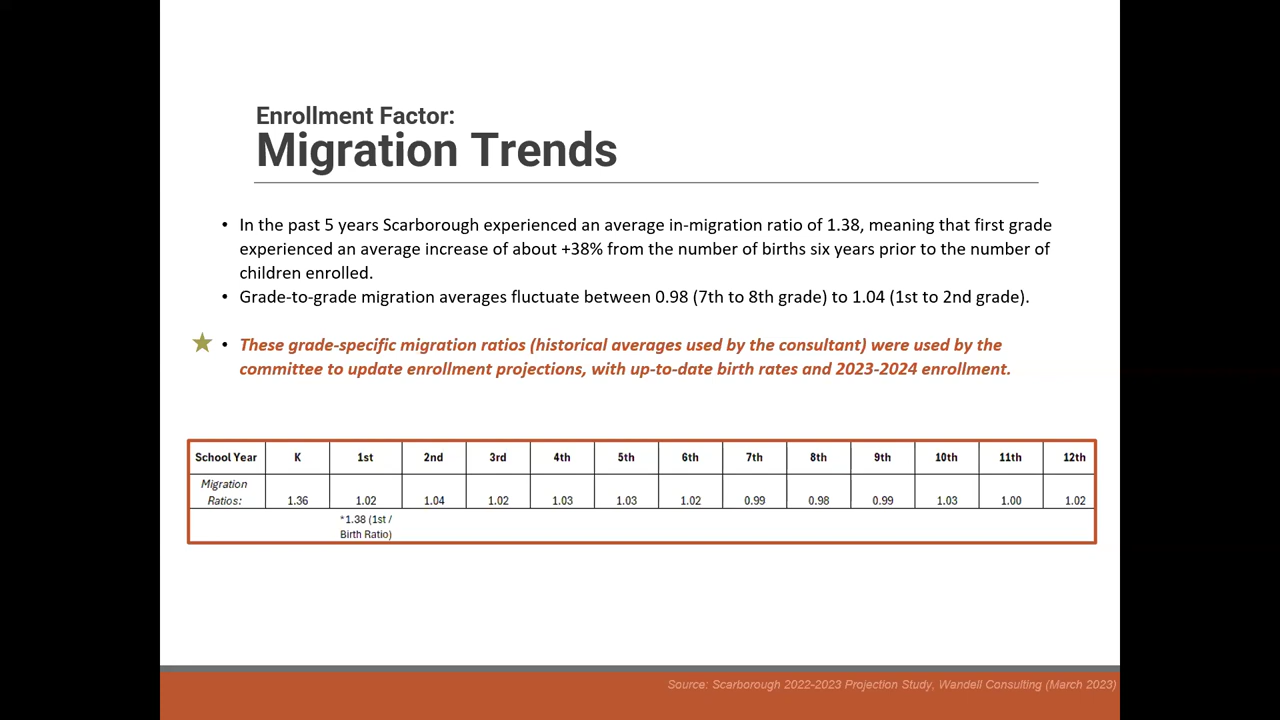 Enrollment Factor:
Migration Trends
• In the past 5 years Scarborough experienced an average in-migration ratio of 1.38, meaning that first grade
experienced an average increase of about +38% from the number of births six years prior to the number of
children enrolled.
• Grade-to-grade migration averages fluctuate between 0.98 (7th to 8th grade) to 1.04 (1st to 2nd grade).
• These grade-specific migration ratios (historical averages used by the consultant) were used by the
committee to update enrollment projections, with up-to-date birth rates and 2023-2024 enrollment.
School Year K 1st 2nd 3rd 4th 5th 6th 7th 8th 9th 10th 11th 12th
Migration
Ratios: 1.36 1.02 1.04 1.02 1.03 1.03 1.02 0.99 0.98 0.99 1.03 1.00 1.02
*1.38 (1st /
Birth Ratio)
Source: Scarborough 2022-2023 Projection Study, Wandell Consulting (March 2023)